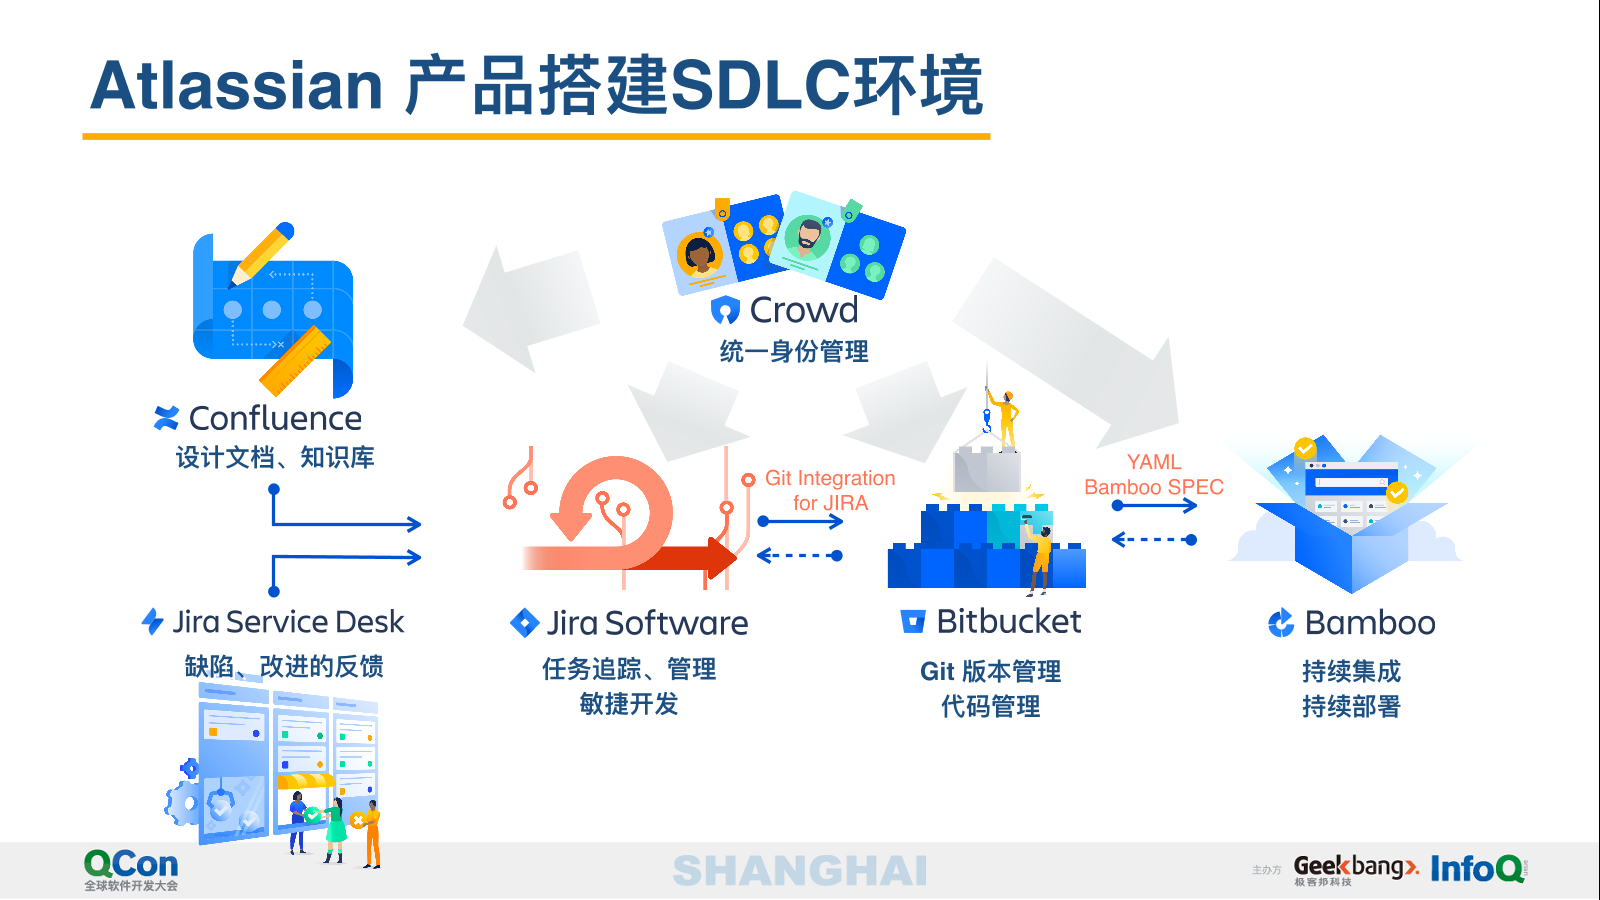 Atlassian 产品搭建SDLC环境
Crowd
统一身份管理
Confluence
设计文档、知识库
Git Integration
for JIRA
YAML
Bamboo SPEC
Jira Service Desk
缺陷、改进的反馈
Jira Software
任务追踪、管理
敏捷开发
Bitbucket
Git 版本管理
代码管理
Bamboo
持续集成
持续部署
QCon
全球软件开发大会
SHANGHAI
主办方
Geekbang>.
极客邦科技
InfoQ